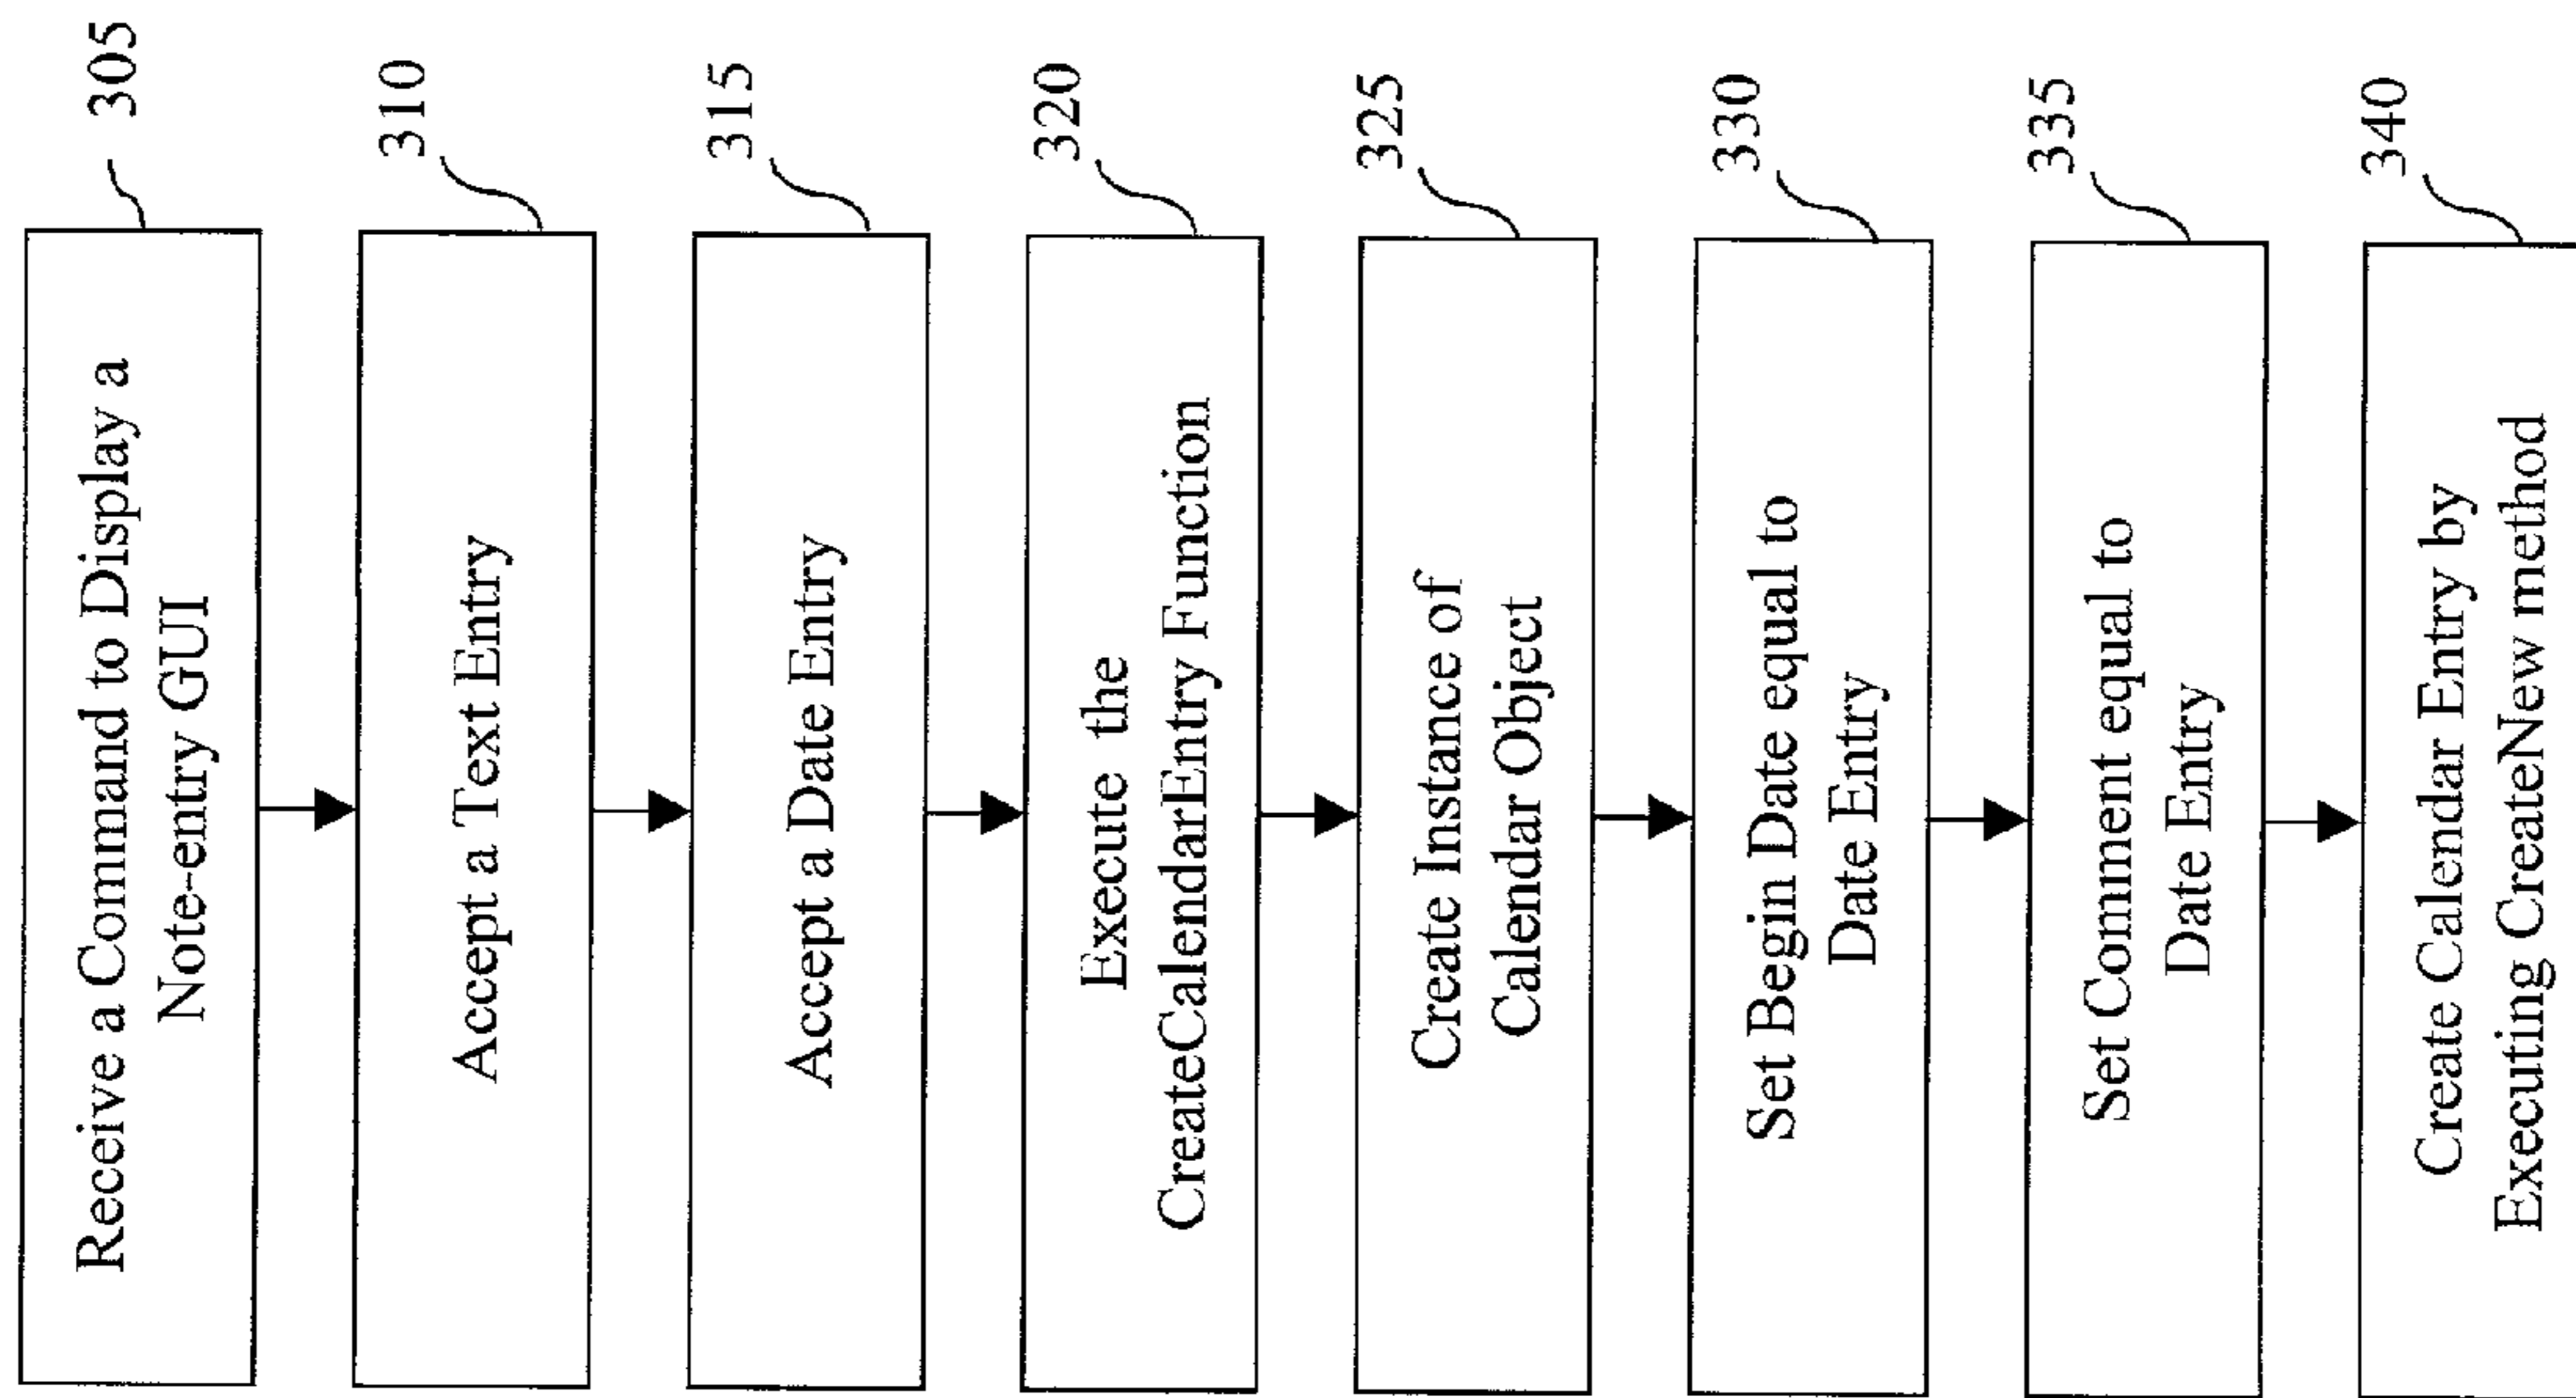 Receive a Command to Display a
Note-entry GUI
305
Accept a Text Entry
310
Accept a Date Entry
315
Execute the
CreateCalendarEntry Function
320
Create Instance of
Calendar Object
325
Set Begin Date equal to
Date Entry
330
Set Comment equal to
Date Entry
335
Create Calendar Entry by
Executing CreateNew method
340